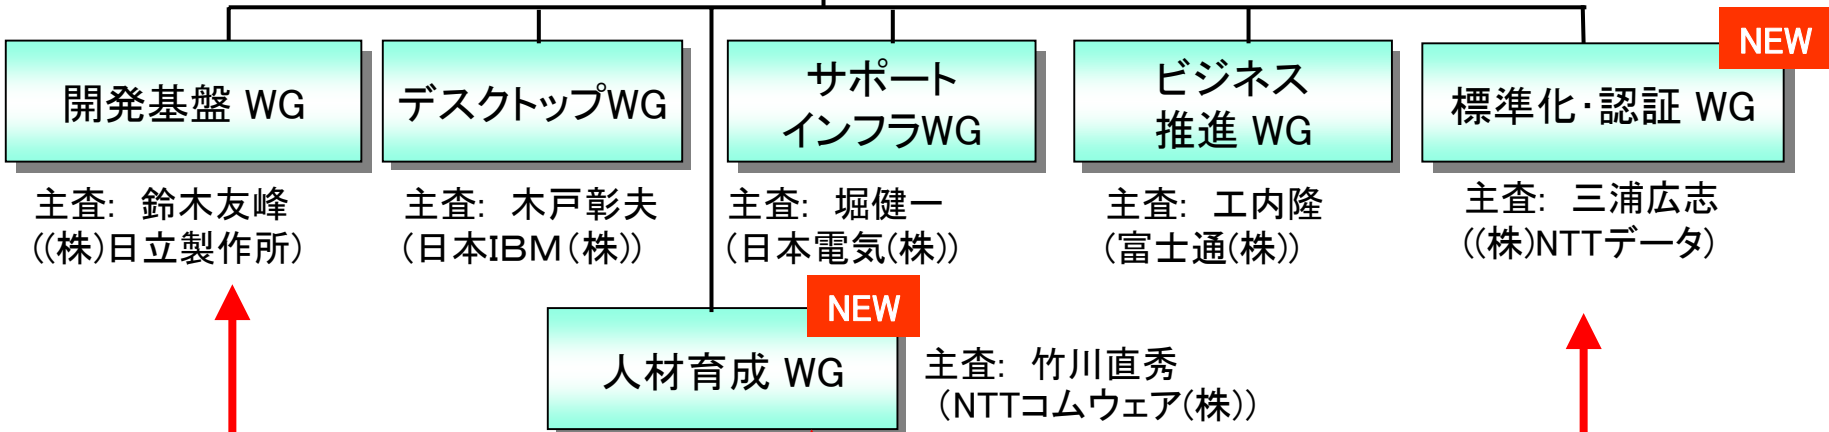 NEW
開発基盤 WG
デスクトップWG
サポート
インフラWG
ビジネス
推進 WG
標準化・認証 WG
主査: 鈴木友峰
((株)日立製作所)
主査: 木戸彰夫
(日本IBM(株))
主査: 堀健一
(日本電気(株))
主査: 工内隆
(富士通(株))
主査: 三浦広志
((株)NTTデータ)
NEW
人材育成 WG
主査: 竹川直秀
(NTTコムウェア(株))